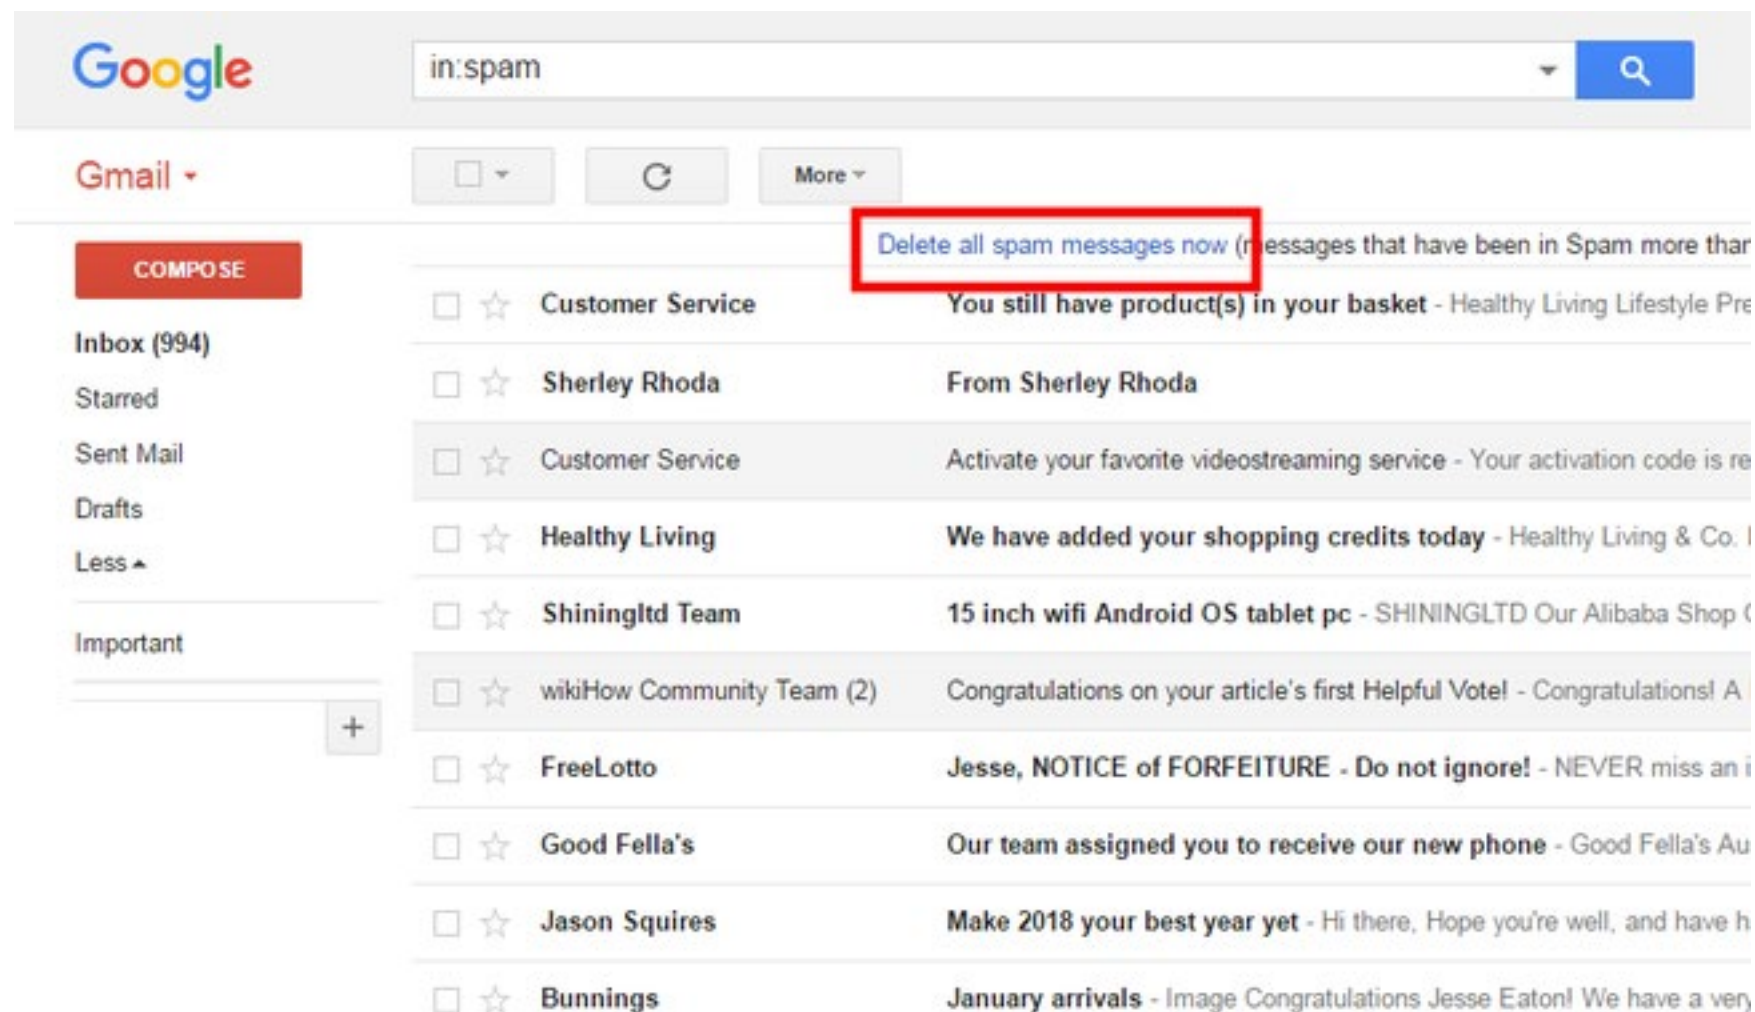 Google
in:spam
Gmail
More
Delete all spam messages now (messages that have been in Spam more than
COMPOSE
Inbox (994)
Starred
Sent Mail
Drafts
Less
Important
Customer Service You still have product(s) in your basket - Healthy Living Lifestyle Pre
Sherley Rhoda From Sherley Rhoda
Customer Service Activate your favorite videostreaming service - Your activation code is re
Healthy Living We have added your shopping credits today - Healthy Living & Co.
Shiningltd Team 15 inch wifi Android OS tablet pc - SHININGLTD Our Alibaba Shop
wikiHow Community Team (2) Congratulations on your article's first Helpful Vote! - Congratulations! A
FreeLotto Jesse, NOTICE of FORFEITURE - Do not ignore! - NEVER miss an
Good Fella's Our team assigned you to receive our new phone - Good Fella's Au
Jason Squires Make 2018 your best year yet - Hi there, Hope you're well, and have h
Bunnings January arrivals - Image Congratulations Jesse Eaton! We have a very